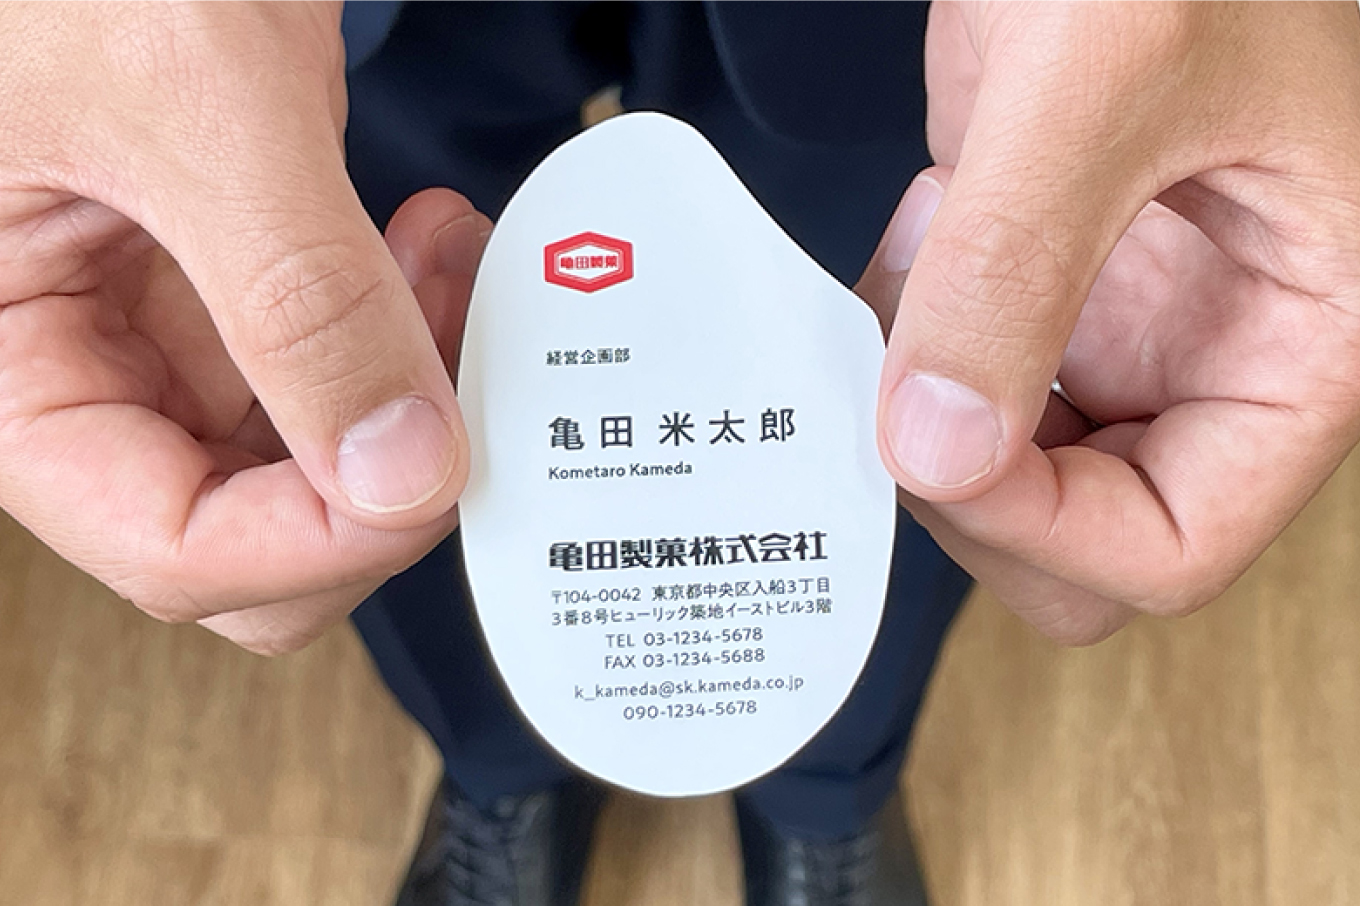 亀田製菓
経営企画部
亀田 米太郎
Kometaro Kameda
亀田製菓株式会社
〒104-0042 東京都中央区入船3丁目
3番8号ヒューリック築地イーストビル3階
TEL 03-1234-5678
FAX 03-1234-5688
k_kameda@sk.kameda.co.jp
090-1234-5678